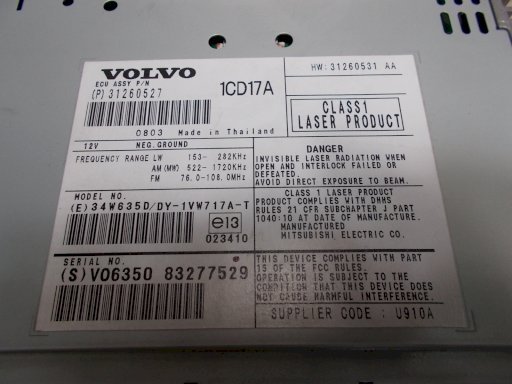 VOLVO
ECU ASSY P/N
(P) 31260527
1CD17A
HW: 31260531 AA
CLASS1
LASER PRODUCT
0803 Made in Thailand
12V NEG.GROUND
FREQUENCY RANGE LW 153- 282KHz
AM(MW) 522- 1720KHz
FM 76.0-108.0MHz
DANGER
INVISIBLE LASER RADIATION WHEN
OPEN AND INTERLOCK FAILED OR
DEFEATED.
AVOID DIRECT EXPOSURE TO BEAM.
MODEL NO.
(E) 34W635D/DY-1VW717A-T
e13
023410
CLASS 1 LASER PRODUCT
PRODUCT COMPLIES WITH DHHS
RULES 21 CFR SUBCHAPTER J PART
1040:10 AT DATE OF MANUFACTURE.
MANUFACTURED
MITSUBISHI ELECTRIC CO.
SERIAL NO.
(S) VO6350 83277529
THIS DEVICE COMPLIES WITH PART
15 OF THE FCC RULES.
OPERATION IS SUBJECT TO THE
CONDITION THAT THIS DEVICE DOES
NOT CAUSE HARMFUL INTERFERENCE.
SUPPLIER CODE : U910A